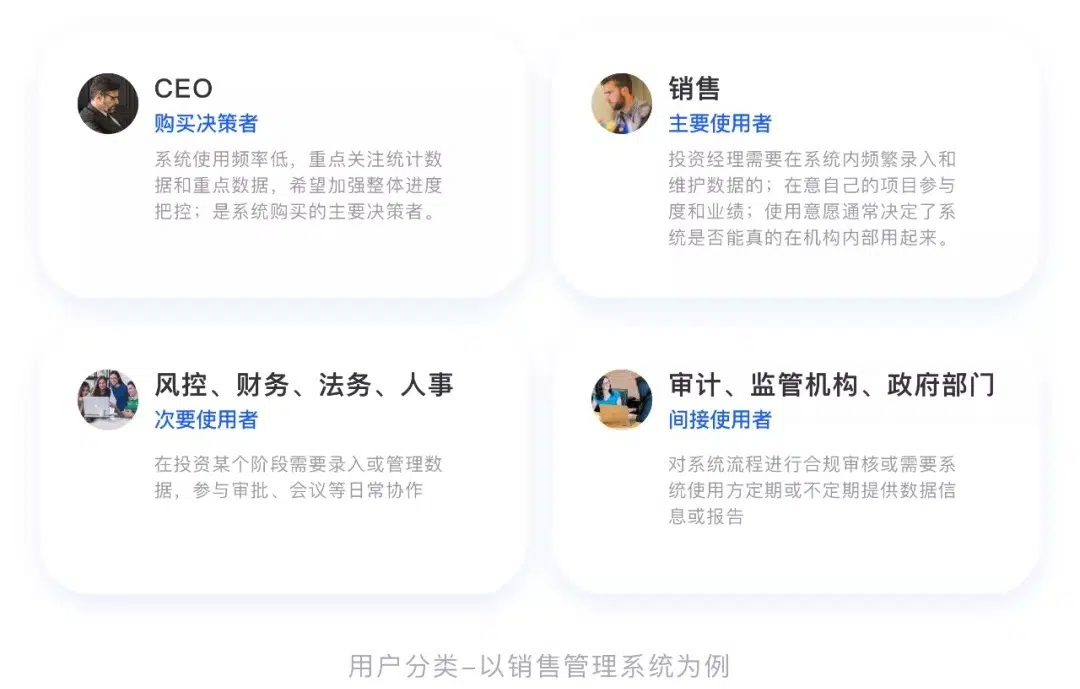 CEO
购买决策者
系统使用频率低，重点关注统计数
据和重点数据，希望加强整体进度
把控；是系统购买的主要决策者。
销售
主要使用者
投资经理需要在系统内频繁录入和
维护数据的；在意自己的项目参与
度和业绩；使用意愿通常决定了系
统是否能真的在机构内部用起来。
风控、财务、法务、人事
次要使用者
在投资某个阶段需要录入或管理数
据，参与审批、会议等日常协作
审计、监管机构、政府部门
间接使用者
对系统流程进行合规审核或需要系
统使用方定期或不定期提供数据信
息或报告
用户分类-以销售管理系统为例